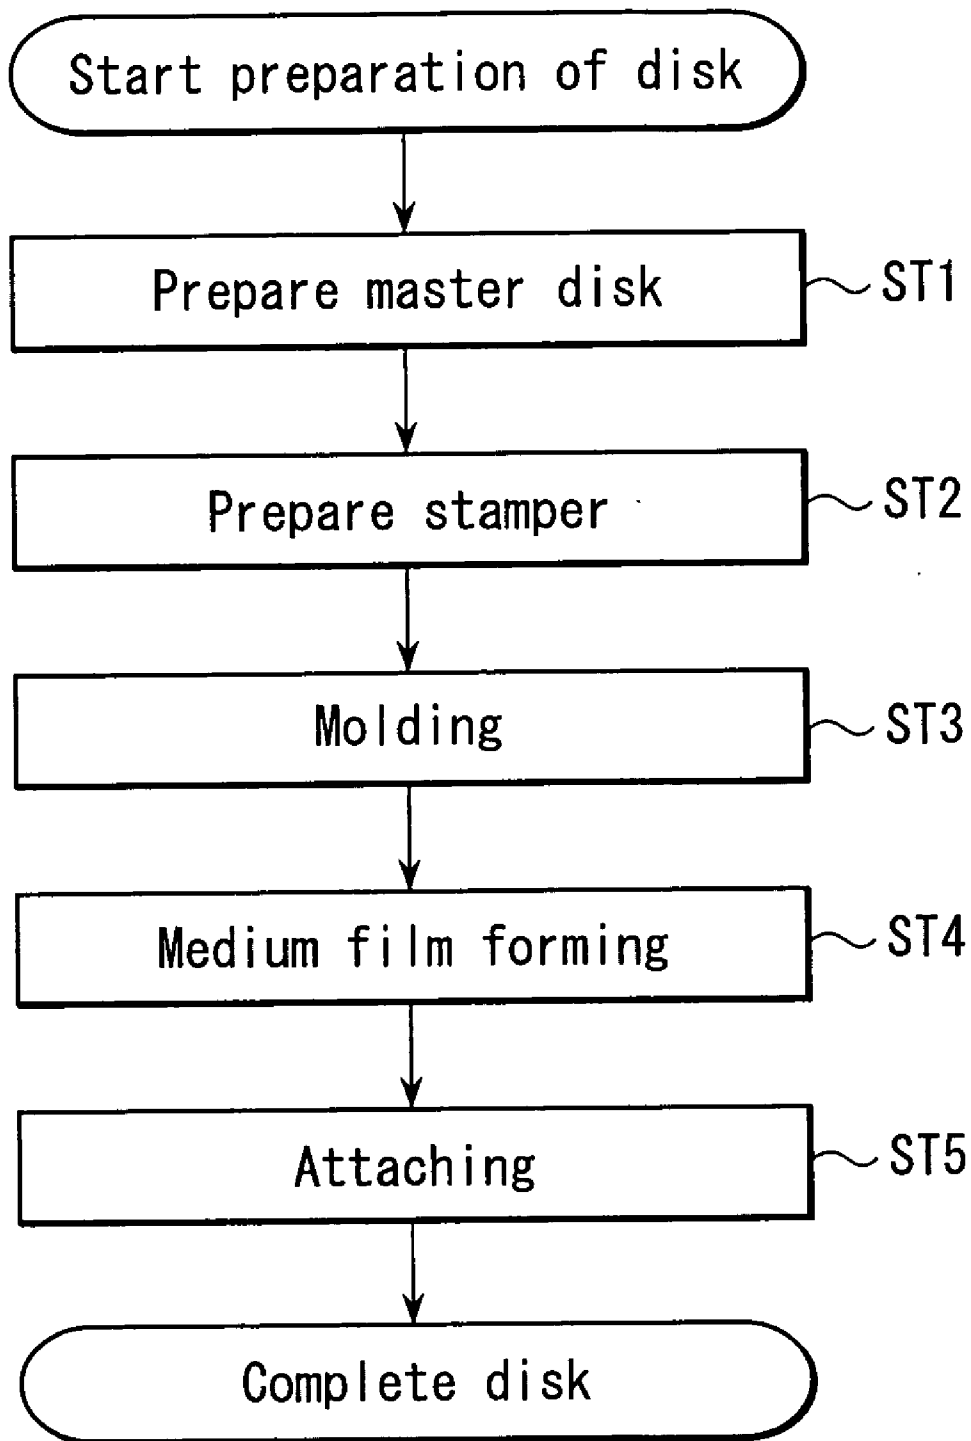 Start preparation of disk
Prepare master disk
ST1
Prepare stamper
ST2
Molding
ST3
Medium film forming
ST4
Attaching
ST5
Complete disk